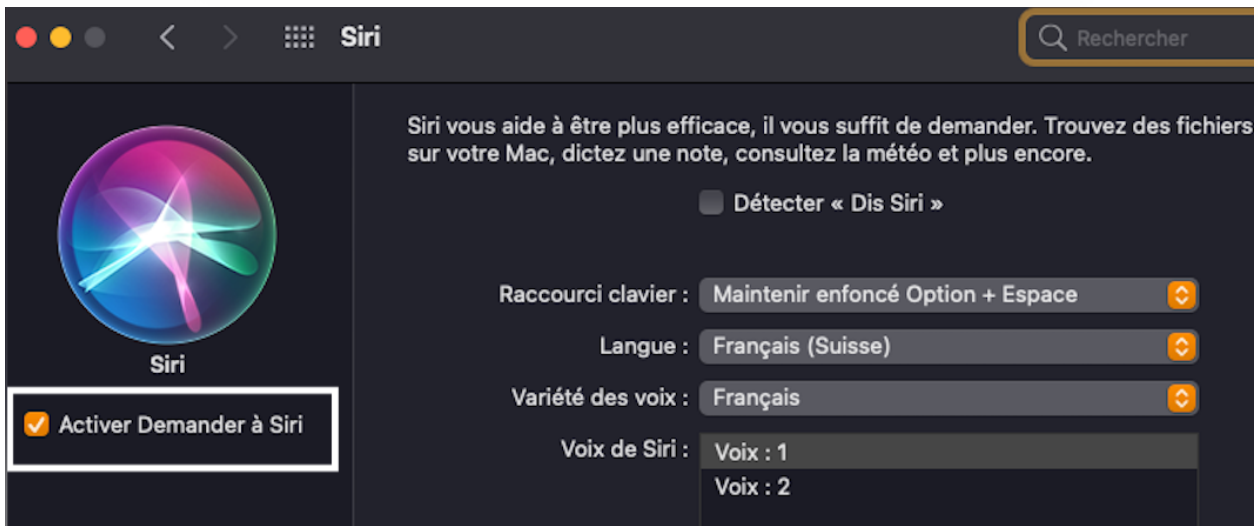 Siri
Rechercher
Siri vous aide à être plus efficace, il vous suffit de demander. Trouvez des fichiers
sur votre Mac, dictez une note, consultez la météo et plus encore.
Détecter « Dis Siri »
Raccourci clavier : Maintenir enfoncé Option + Espace
Langue : Français (Suisse)
Variété des voix : Français
Voix de Siri : Voix : 1
Voix : 2
Siri
Activer Demander à Siri